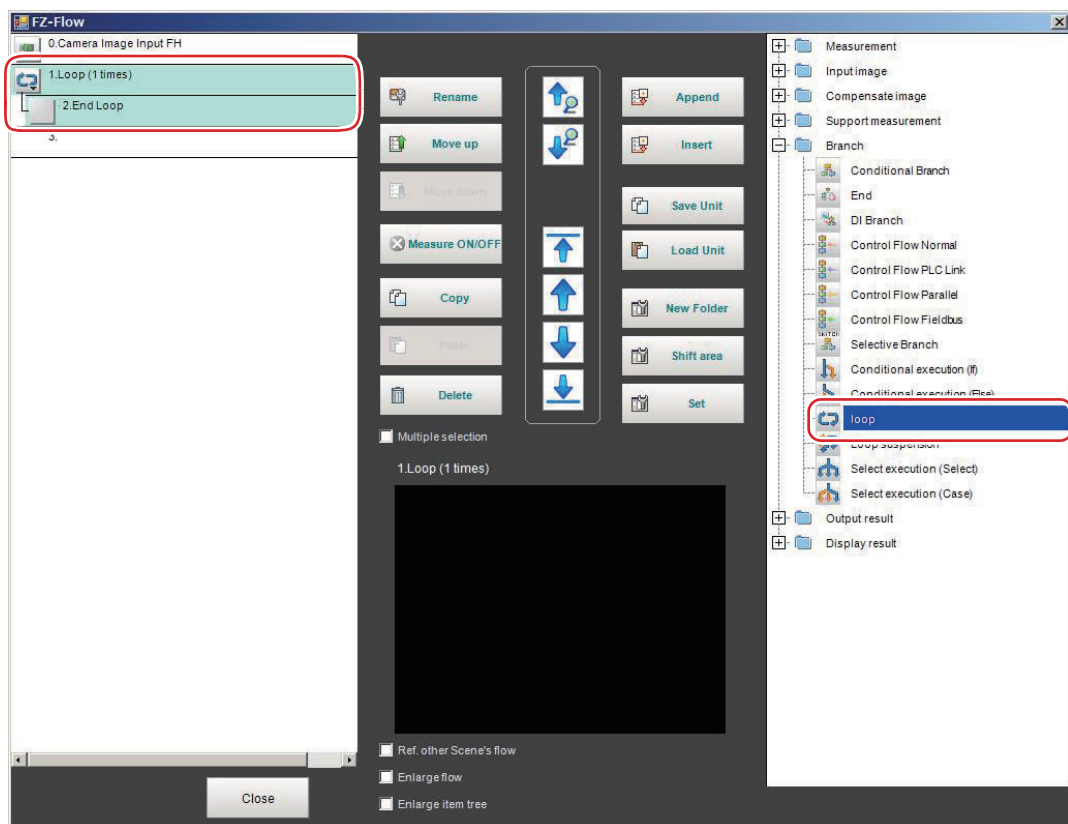 FZ-Flow
0.Camera Image Input FH
1.Loop (1 times)
2.End Loop
3.
Rename
Move up
Move down
Measure ON/OFF
Copy
Paste
Delete
Append
Insert
Save Unit
Load Unit
New Folder
Shift area
Set
Multiple selection
1.Loop (1 times)
Ref. other Scene's flow
Enlarge flow
Enlarge item tree
Close
Measurement
Input image
Compensate image
Support measurement
Branch
Conditional Branch
End
DI Branch
Control Flow Normal
Control Flow PLC Link
Control Flow Parallel
Control Flow Fieldbus
Selective Branch
Conditional execution (If)
Conditional execution (Else)
loop
Loop suspension
Select execution (Select)
Select execution (Case)
Output result
Display result